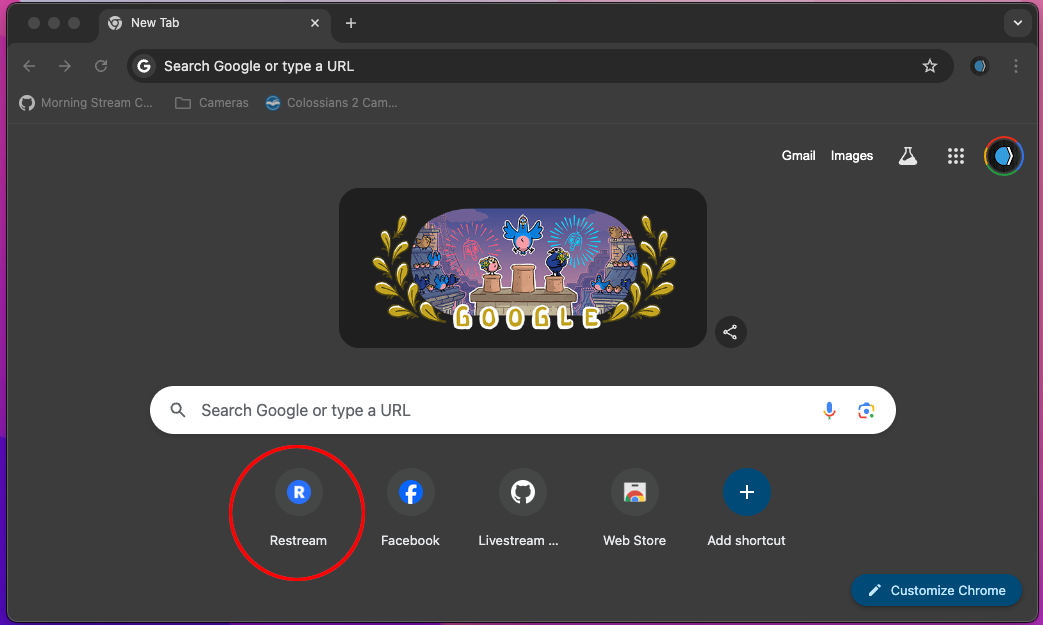 New Tab
Search Google or type a URL
Morning Stream C...
Cameras
Colossians 2 Cam...
Gmail
Images
GOOGLE
Search Google or type a URL
R
Restream
Facebook
Livestream ...
Web Store
Add shortcut
Customize Chrome